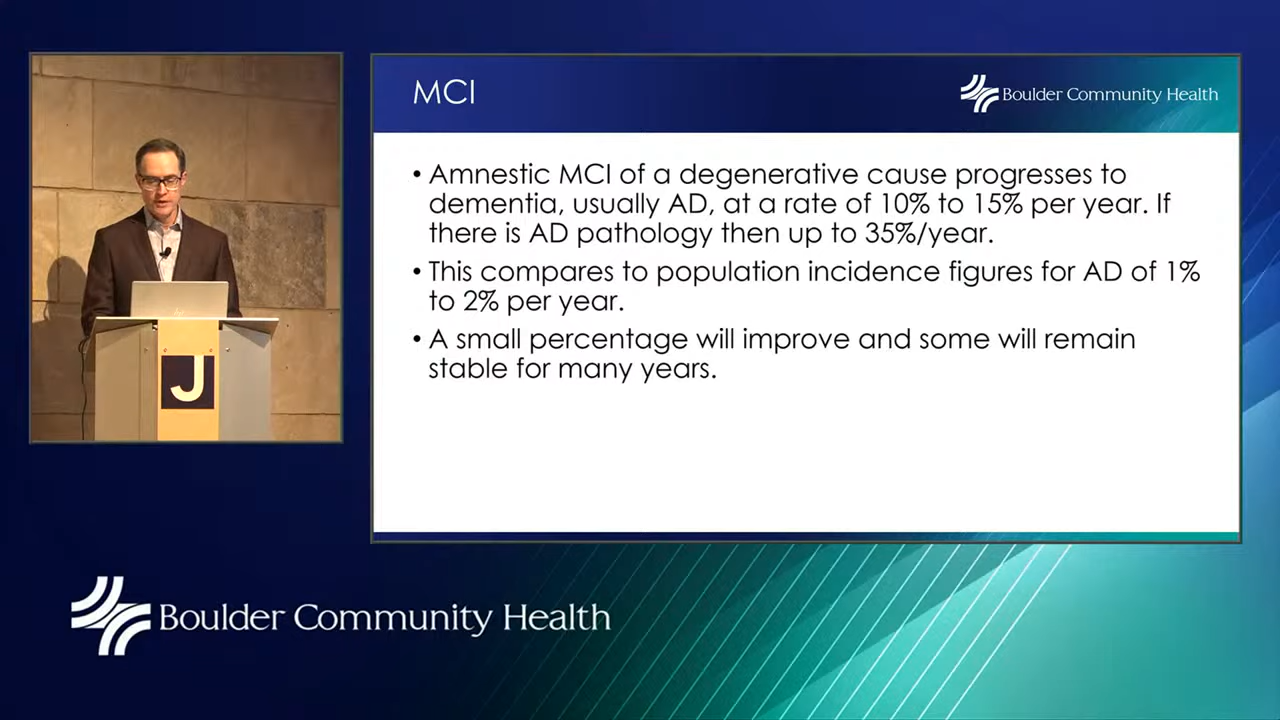 MCI
Boulder Community Health
• Amnestic MCI of a degenerative cause progresses to
dementia, usually AD, at a rate of 10% to 15% per year. If
there is AD pathology then up to 35%/year.
• This compares to population incidence figures for AD of 1%
to 2% per year.
• A small percentage will improve and some will remain
stable for many years.
J
Boulder Community Health